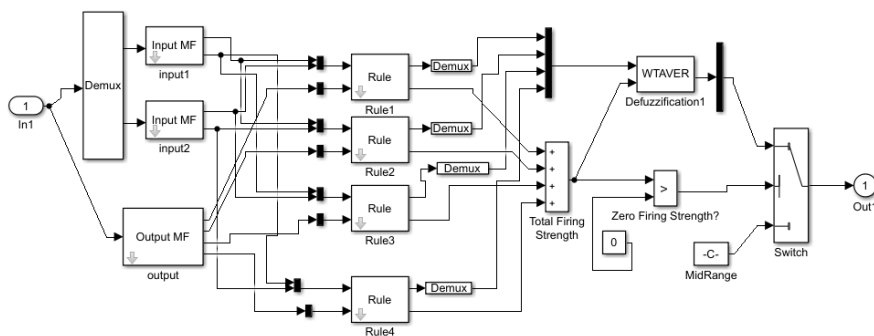 1
In1
Demux
Input MF
input1
Input MF
input2
Output MF
output
Rule
Rule1
Demux
Rule
Rule2
Demux
Rule
Rule3
Demux
Rule
Rule4
Demux
+
+
+
+
Total Firing
Strength
WTAVER
Defuzzification1
>
Zero Firing Strength?
0
-C-
MidRange
Switch
1
Out1